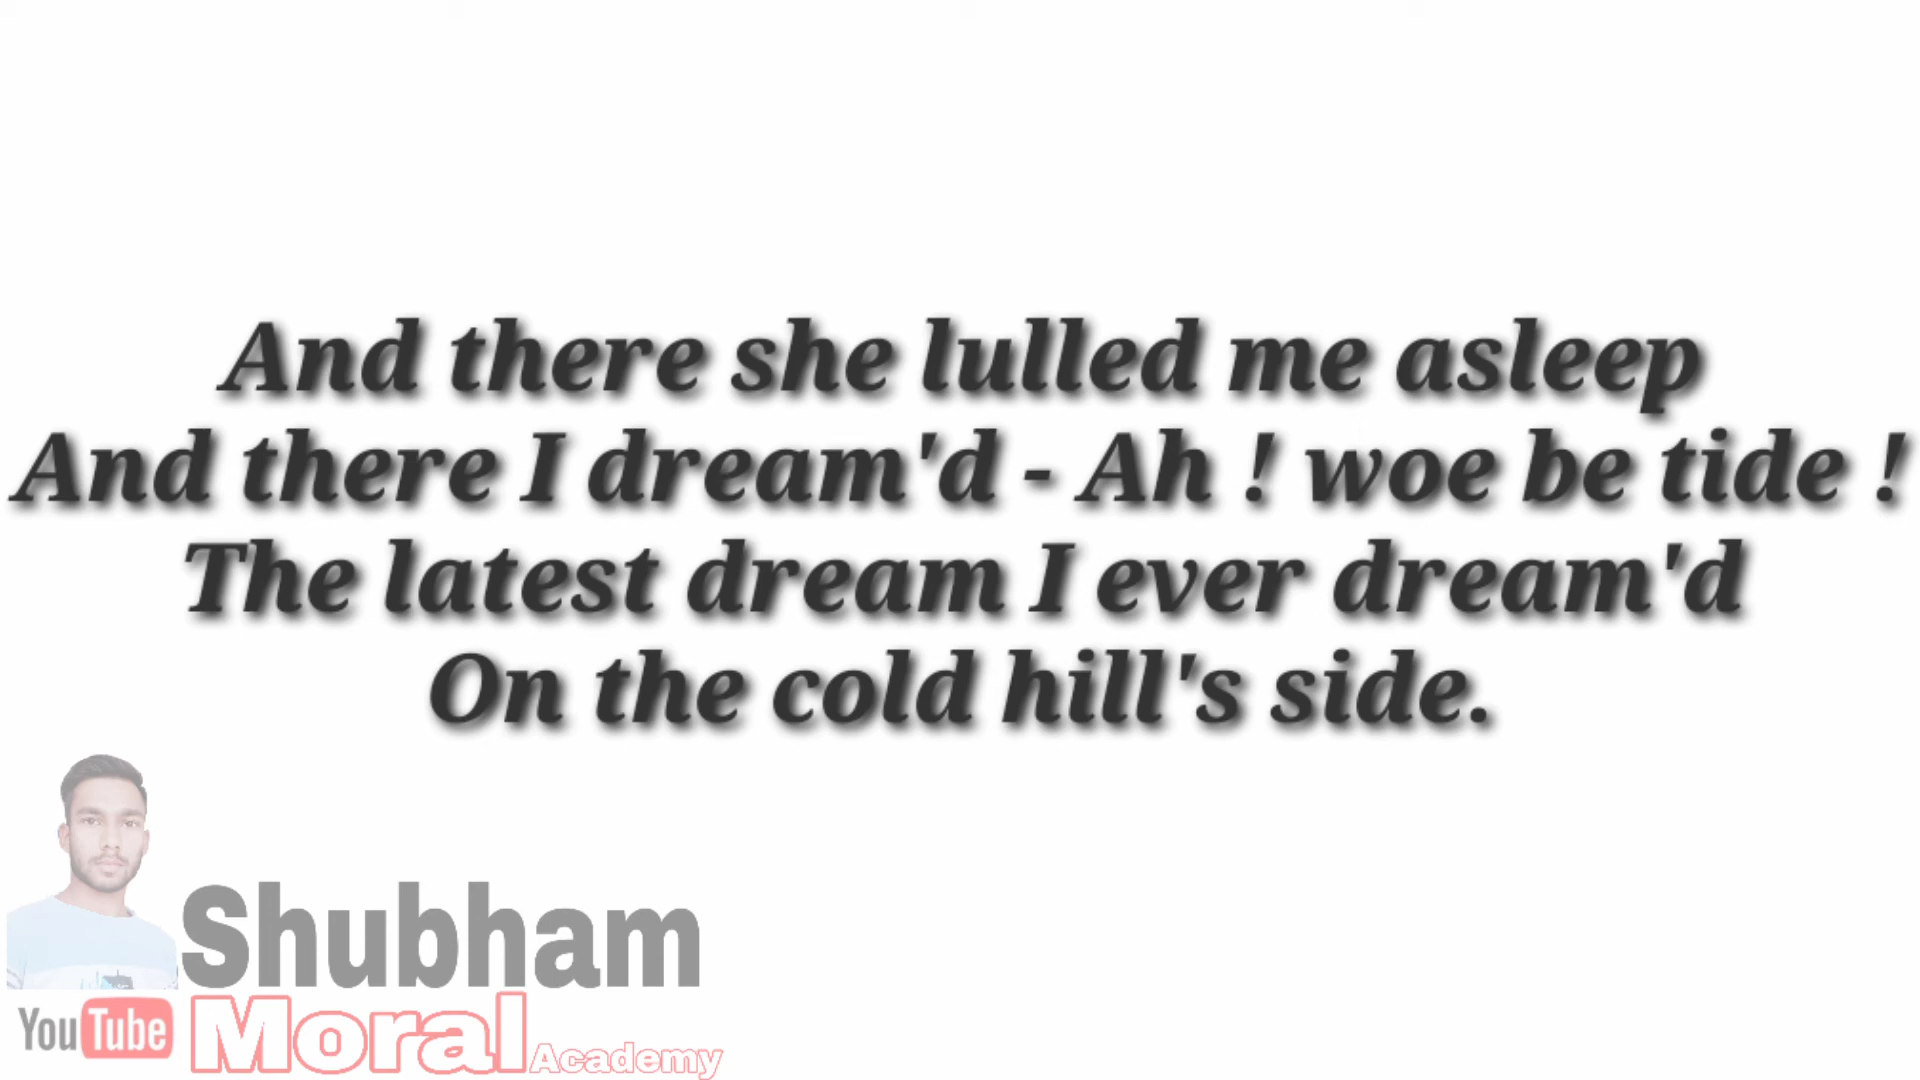 And there she lulled me asleep
And there I dream'd - Ah ! woe be tide !
The latest dream I ever dream'd
On the cold hill's side.
Shubham
YouTube Moral Academy